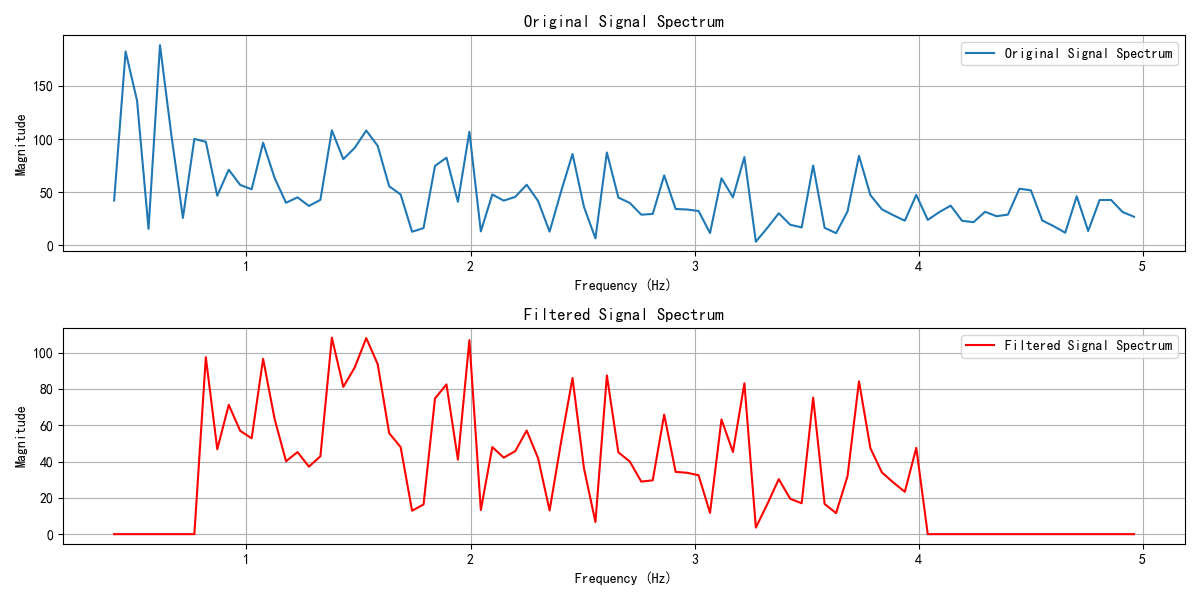 Original Signal Spectrum
Original Signal Spectrum
Magnitude
150
100
50
0
1 2 3 4 5
Frequency (Hz)
Filtered Signal Spectrum
Filtered Signal Spectrum
Magnitude
100
80
60
40
20
0
1 2 3 4 5
Frequency (Hz)